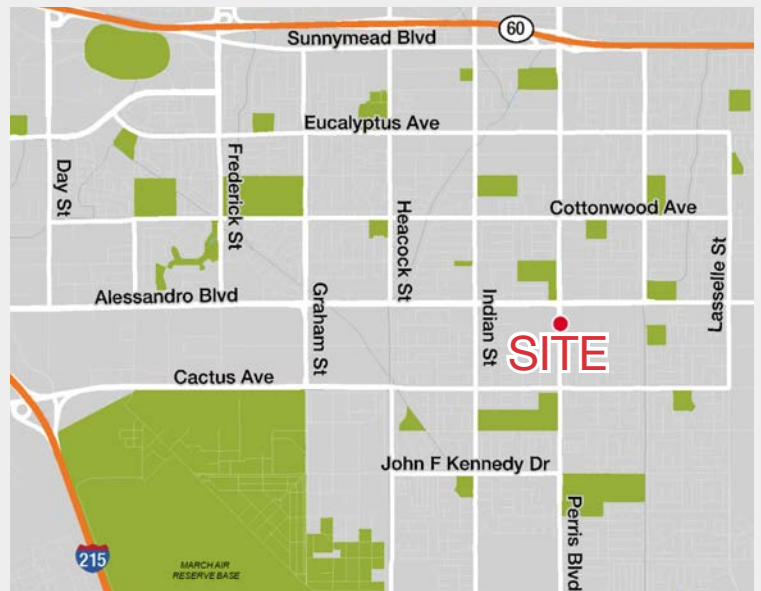 60
Sunnymead Blvd
Eucalyptus Ave
Day St
Frederick St
Heacock St
Cottonwood Ave
Lasselle St
Alessandro Blvd
Graham St
Indian St
SITE
Cactus Ave
John F Kennedy Dr
Perris Blvd
215
MARCH AIR
RESERVE BASE